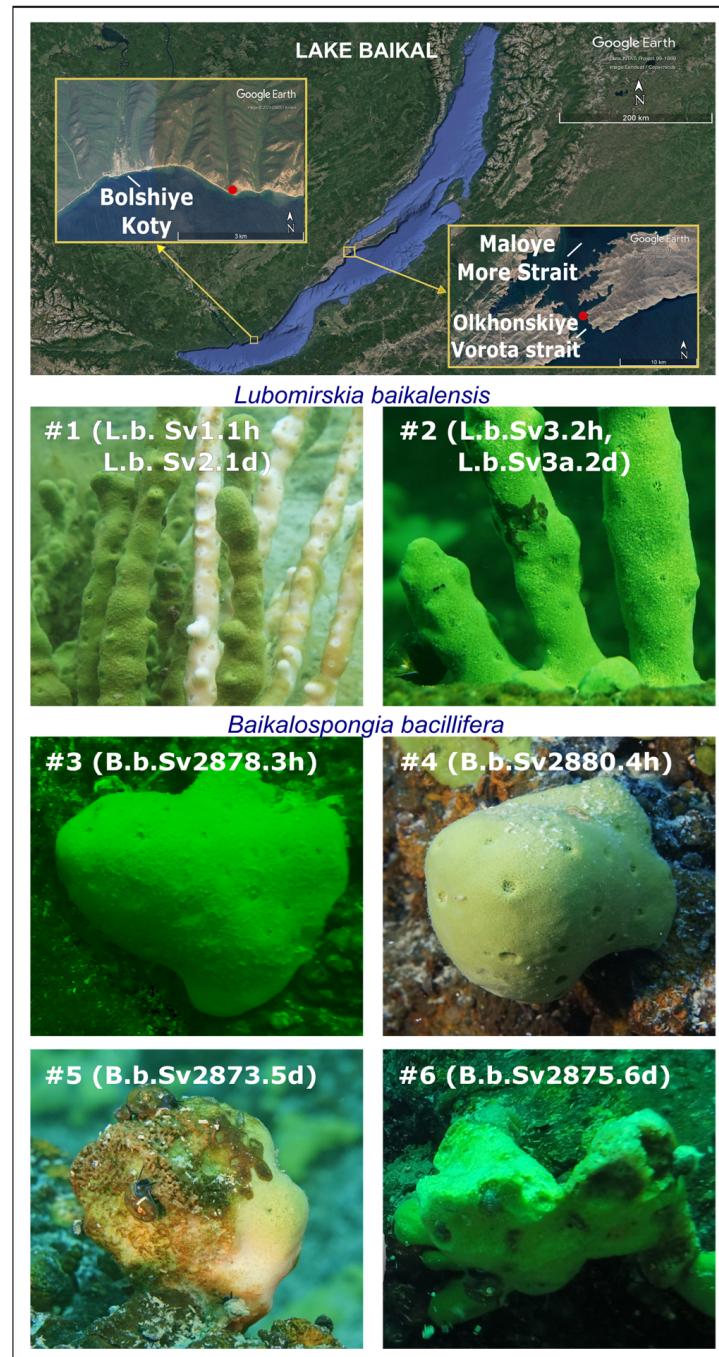 LAKE BAIKAL
Google Earth
200 km
N
Google Earth
Bolshiye
Koty
N
3 km
Maloye
More Strait
Google Earth
Olkhonskiye
Vorota strait
N
10 km
Lubomirskia baikalensis
#1 (L.b. Sv1.1h
L.b. Sv2.1d)
#2 (L.b.Sv3.2h,
L.b.Sv3a.2d)
Baikalospongia bacillifera
#3 (B.b.Sv2878.3h)
#4 (B.b.Sv2880.4h)
#5 (B.b.Sv2873.5d)
#6 (B.b.Sv2875.6d)